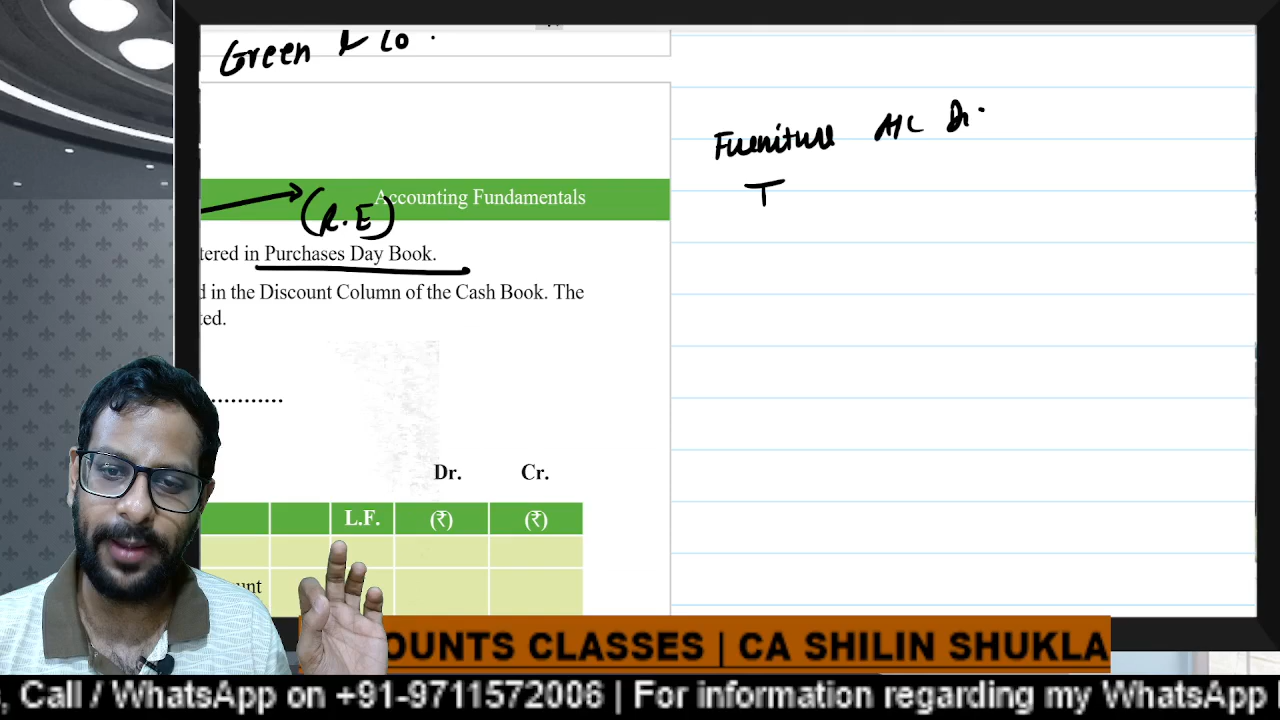 Green & Co.
Furniture A/C Dr.
T
Accounting Fundamentals
(R.E)
tered in Purchases Day Book.
d in the Discount Column of the Cash Book. The
ted.
............
Dr. Cr.
L.F. (₹) (₹)
unt
OUNTS CLASSES | CA SHILIN SHUKLA
, Call / WhatsApp on +91-9711572006 | For information regarding my WhatsApp